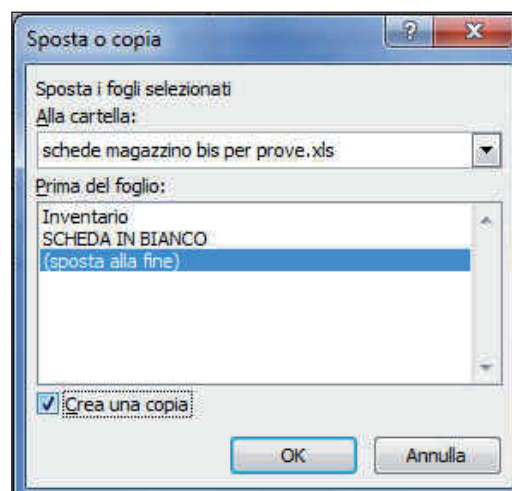 Sposta o copia
Sposta i fogli selezionati
Alla cartella:
schede magazzino bis per prove.xls
Prima del foglio:
Inventario
SCHEDA IN BIANCO
(sposta alla fine)
Crea una copia
OK Annulla